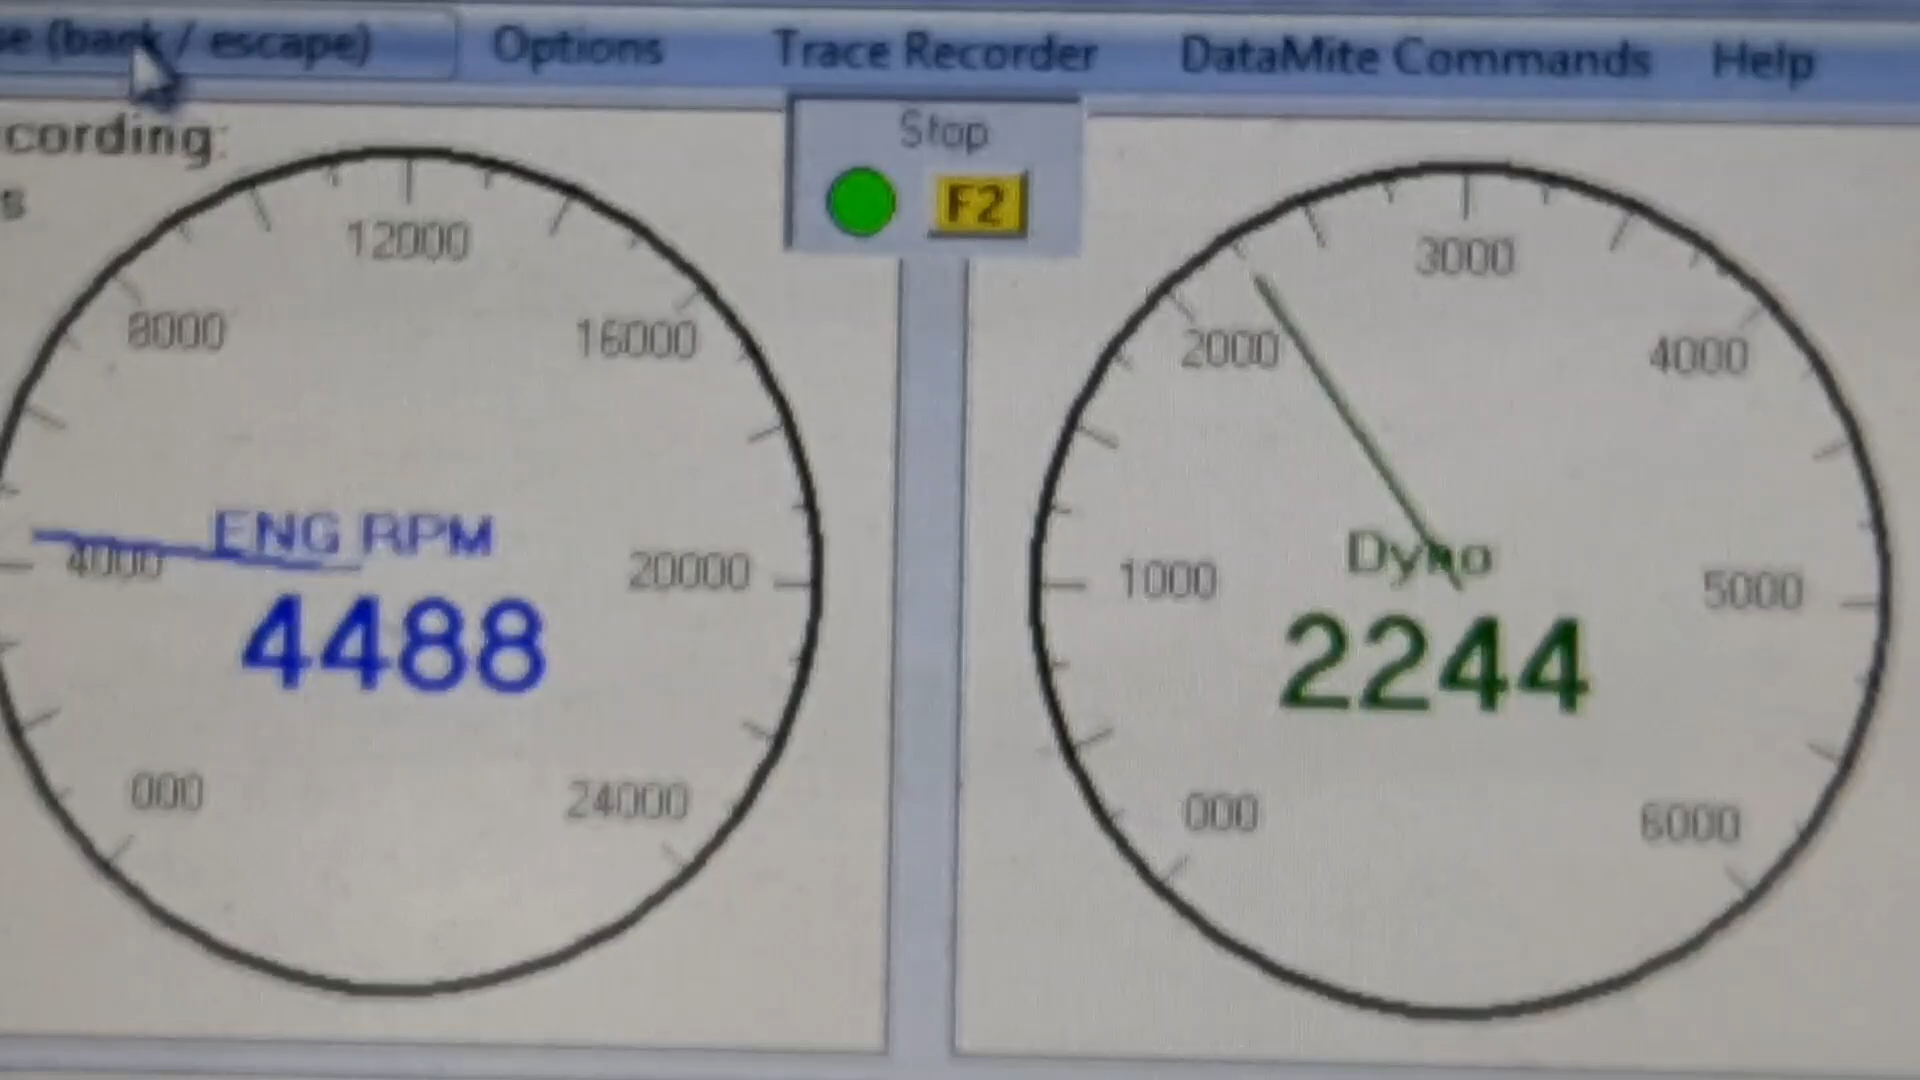 se (back / escape) Options Trace Recorder DataMite Commands Help
cording:
s
Stop
F2
12000
8000
16000
ENG RPM
4000
20000
4488
000
24000
3000
2000
4000
Dyno
1000
5000
2244
000
6000